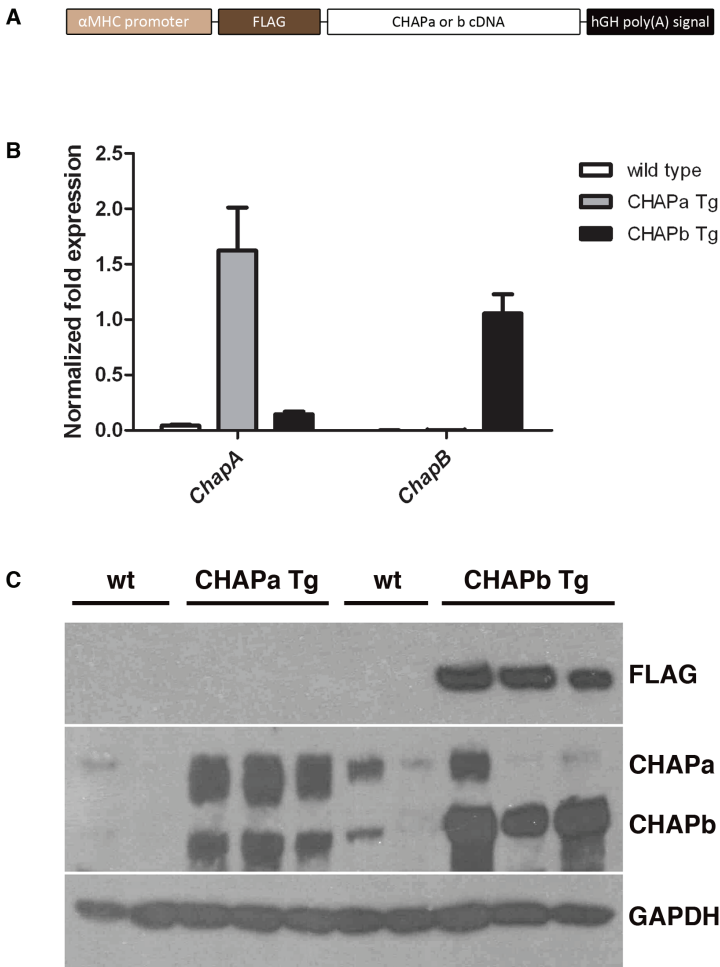 A
αMHC promoter FLAG CHAPa or b cDNA hGH poly(A) signal
B
Normalized fold expression
2.5
2.0
1.5
1.0
0.5
0.0
ChapA ChapB
wild type
CHAPa Tg
CHAPb Tg
C
wt CHAPa Tg wt CHAPb Tg
FLAG
CHAPa
CHAPb
GAPDH